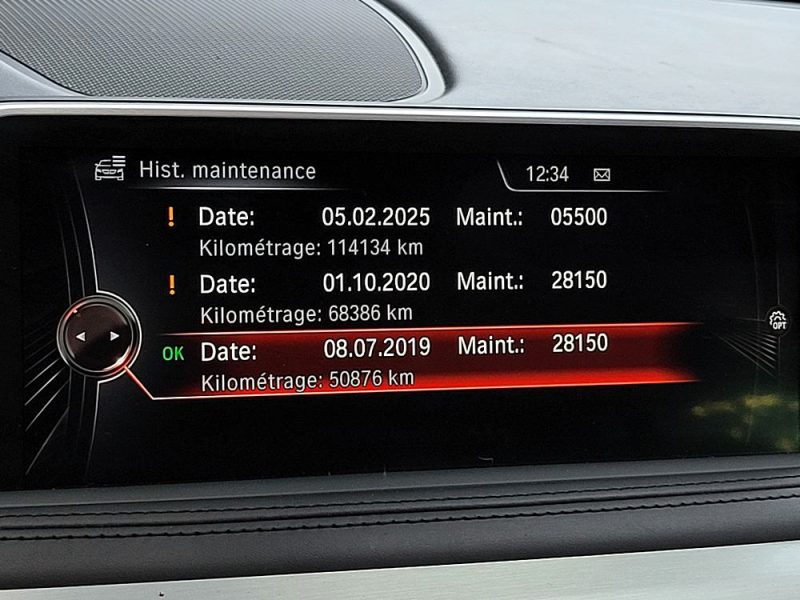 Hist. maintenance 12:34
! Date: 05.02.2025 Maint.: 05500
Kilométrage: 114134 km
! Date: 01.10.2020 Maint.: 28150
Kilométrage: 68386 km
OK Date: 08.07.2019 Maint.: 28150
Kilométrage: 50876 km
OPT